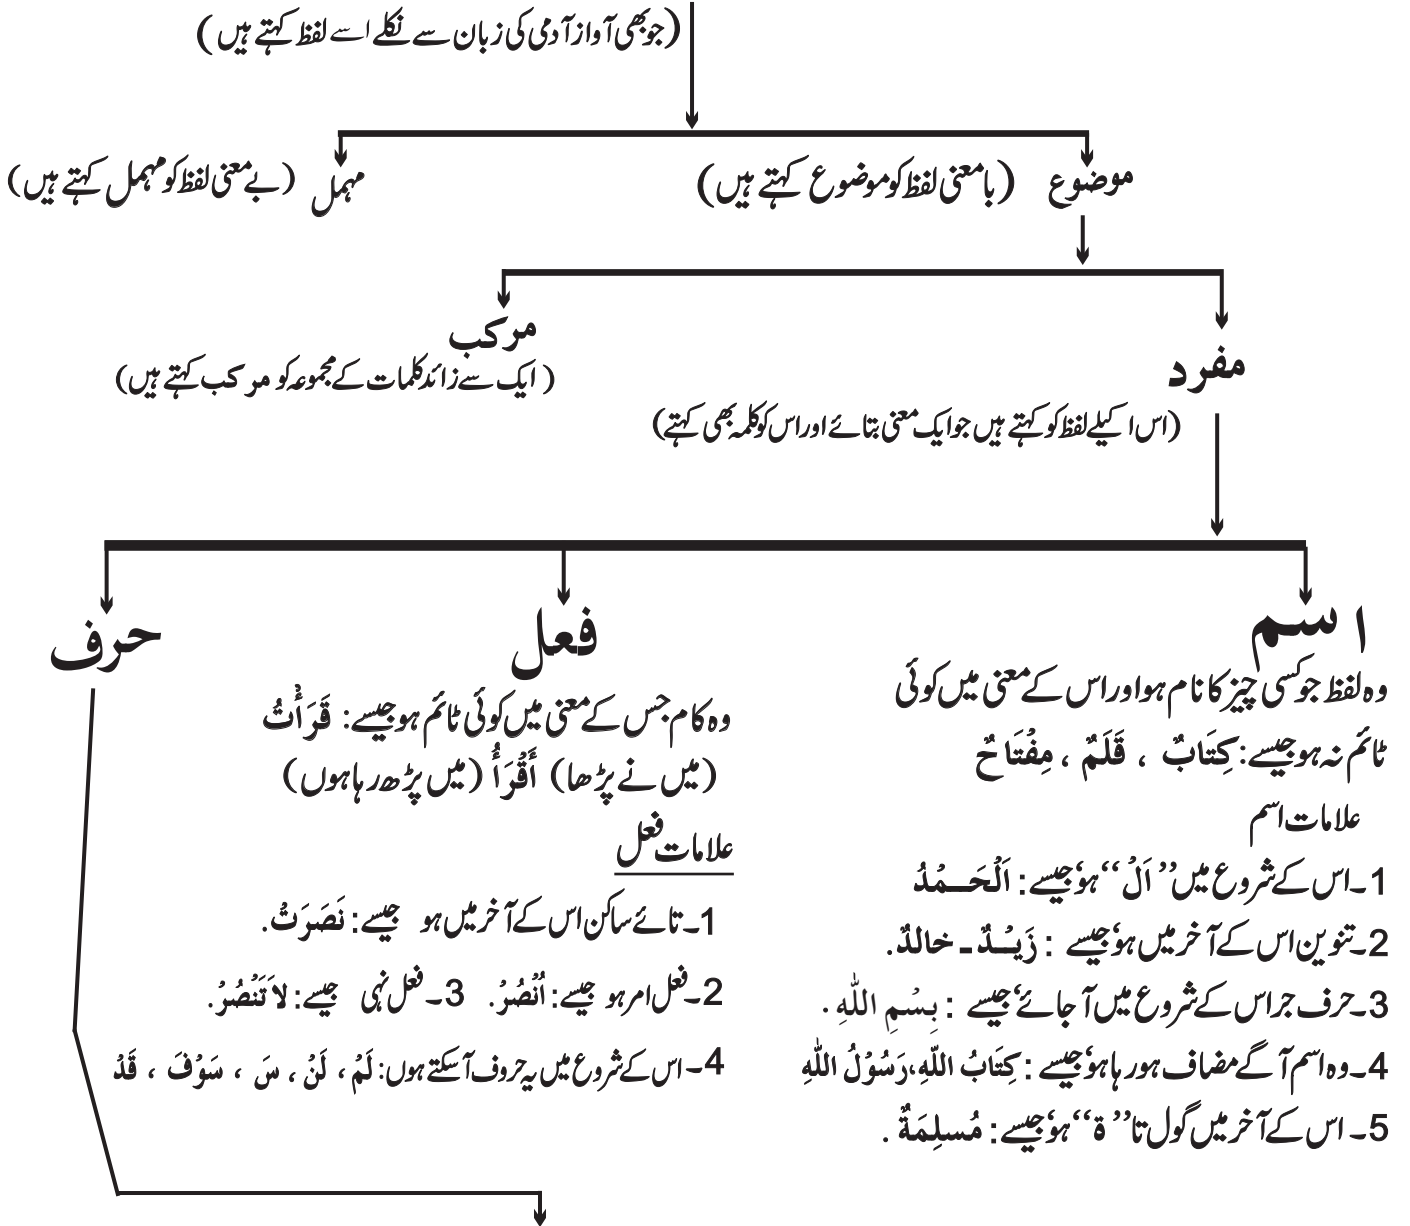 (جو بھی آواز آدمی کی زبان سے نکلے اسے لفظ کہتے ہیں)
موضوع (با معنی لفظ کو موضوع کہتے ہیں)
مہمل (بے معنی لفظ کو مہمل کہتے ہیں)
مرکب
(ایک سے زائد کلمات کے مجموعہ کو مرکب کہتے ہیں)
مفرد
(اس اکیلے لفظ کو کہتے ہیں جو ایک معنی بتائے اور اس کو کلمہ بھی کہتے)
اسم
وہ لفظ جو کسی چیز کا نام ہو اور اس کے معنی میں کوئی
ٹائم نہ ہو جیسے: كِتَابٌ ، قَلَمٌ ، مِفْتَاحٌ
علامات اسم
1۔اس کے شروع میں ’’اَلْ‘‘ ہو، جیسے: اَلْحَـمْدُ
2۔تنوین اس کے آخر میں ہو، جیسے : زَيْـدٌ ۔ خالدٌ.
3۔حرف جر اس کے شروع میں آجائے، جیسے : بِسْمِ اللّٰهِ .
4۔وہ اسم آگے مضاف ہو رہا ہو، جیسے : كِتَابُ اللّٰهِ،رَسُوْلُ اللّٰهِ
5۔ اس کے آخر میں گول تا ’’ة‘‘ ہو، جیسے: مُسلِمَةٌ .
فعل
وہ کام جس کے معنی میں کوئی ٹائم ہو جیسے: قَرَأْتُ
(میں نے پڑھا) أَقْرَأُ (میں پڑھ رہا ہوں)
علامات فعل
1۔تائے ساکن اس کے آخر میں ہو جیسے: نَصَرَتْ.
2۔فعل امر ہو جیسے: اُنْصُرْ. 3۔فعل نہی جیسے: لاَ تَنْصُرْ.
4۔اس کے شروع میں یہ حروف آسکتے ہوں: لَمْ ، لَنْ ، سَ ، سَوْفَ ، قَدْ
حرف